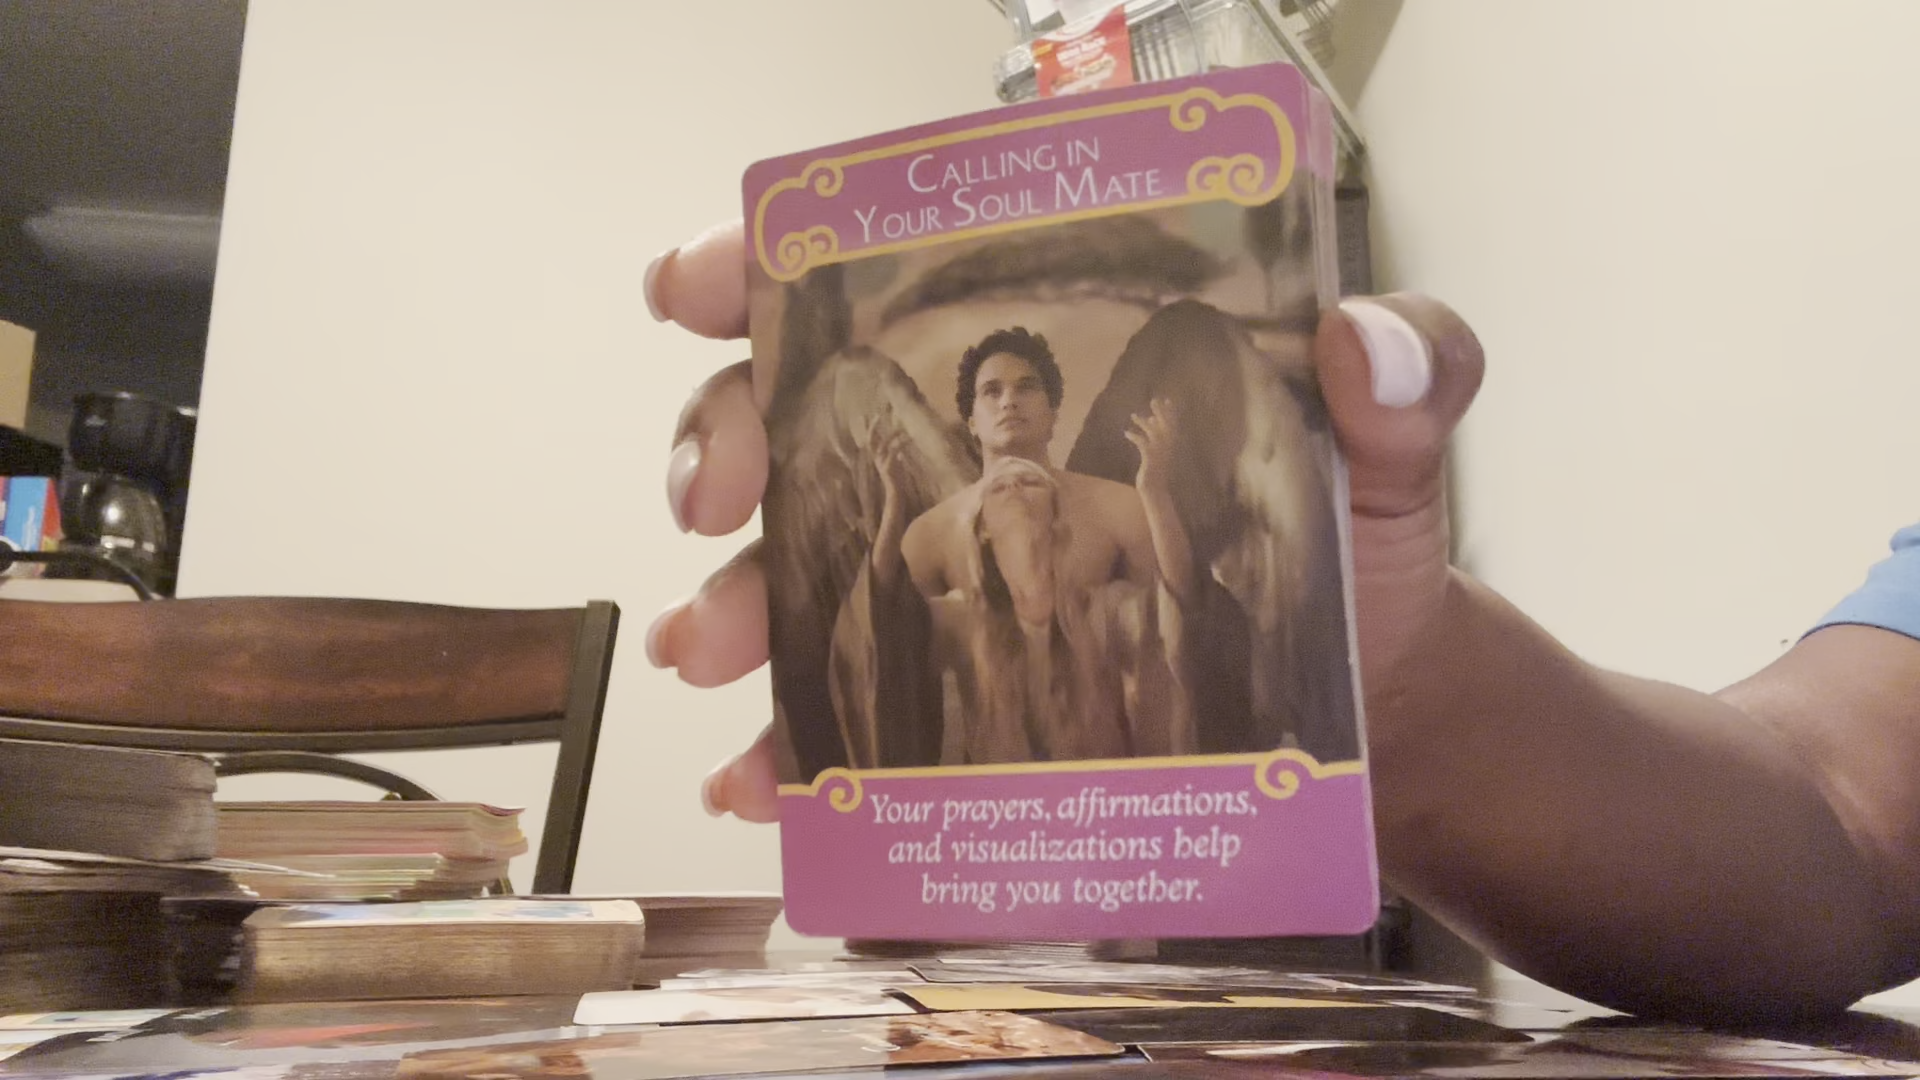 CALLING IN
YOUR SOUL MATE
Your prayers, affirmations,
and visualizations help
bring you together.